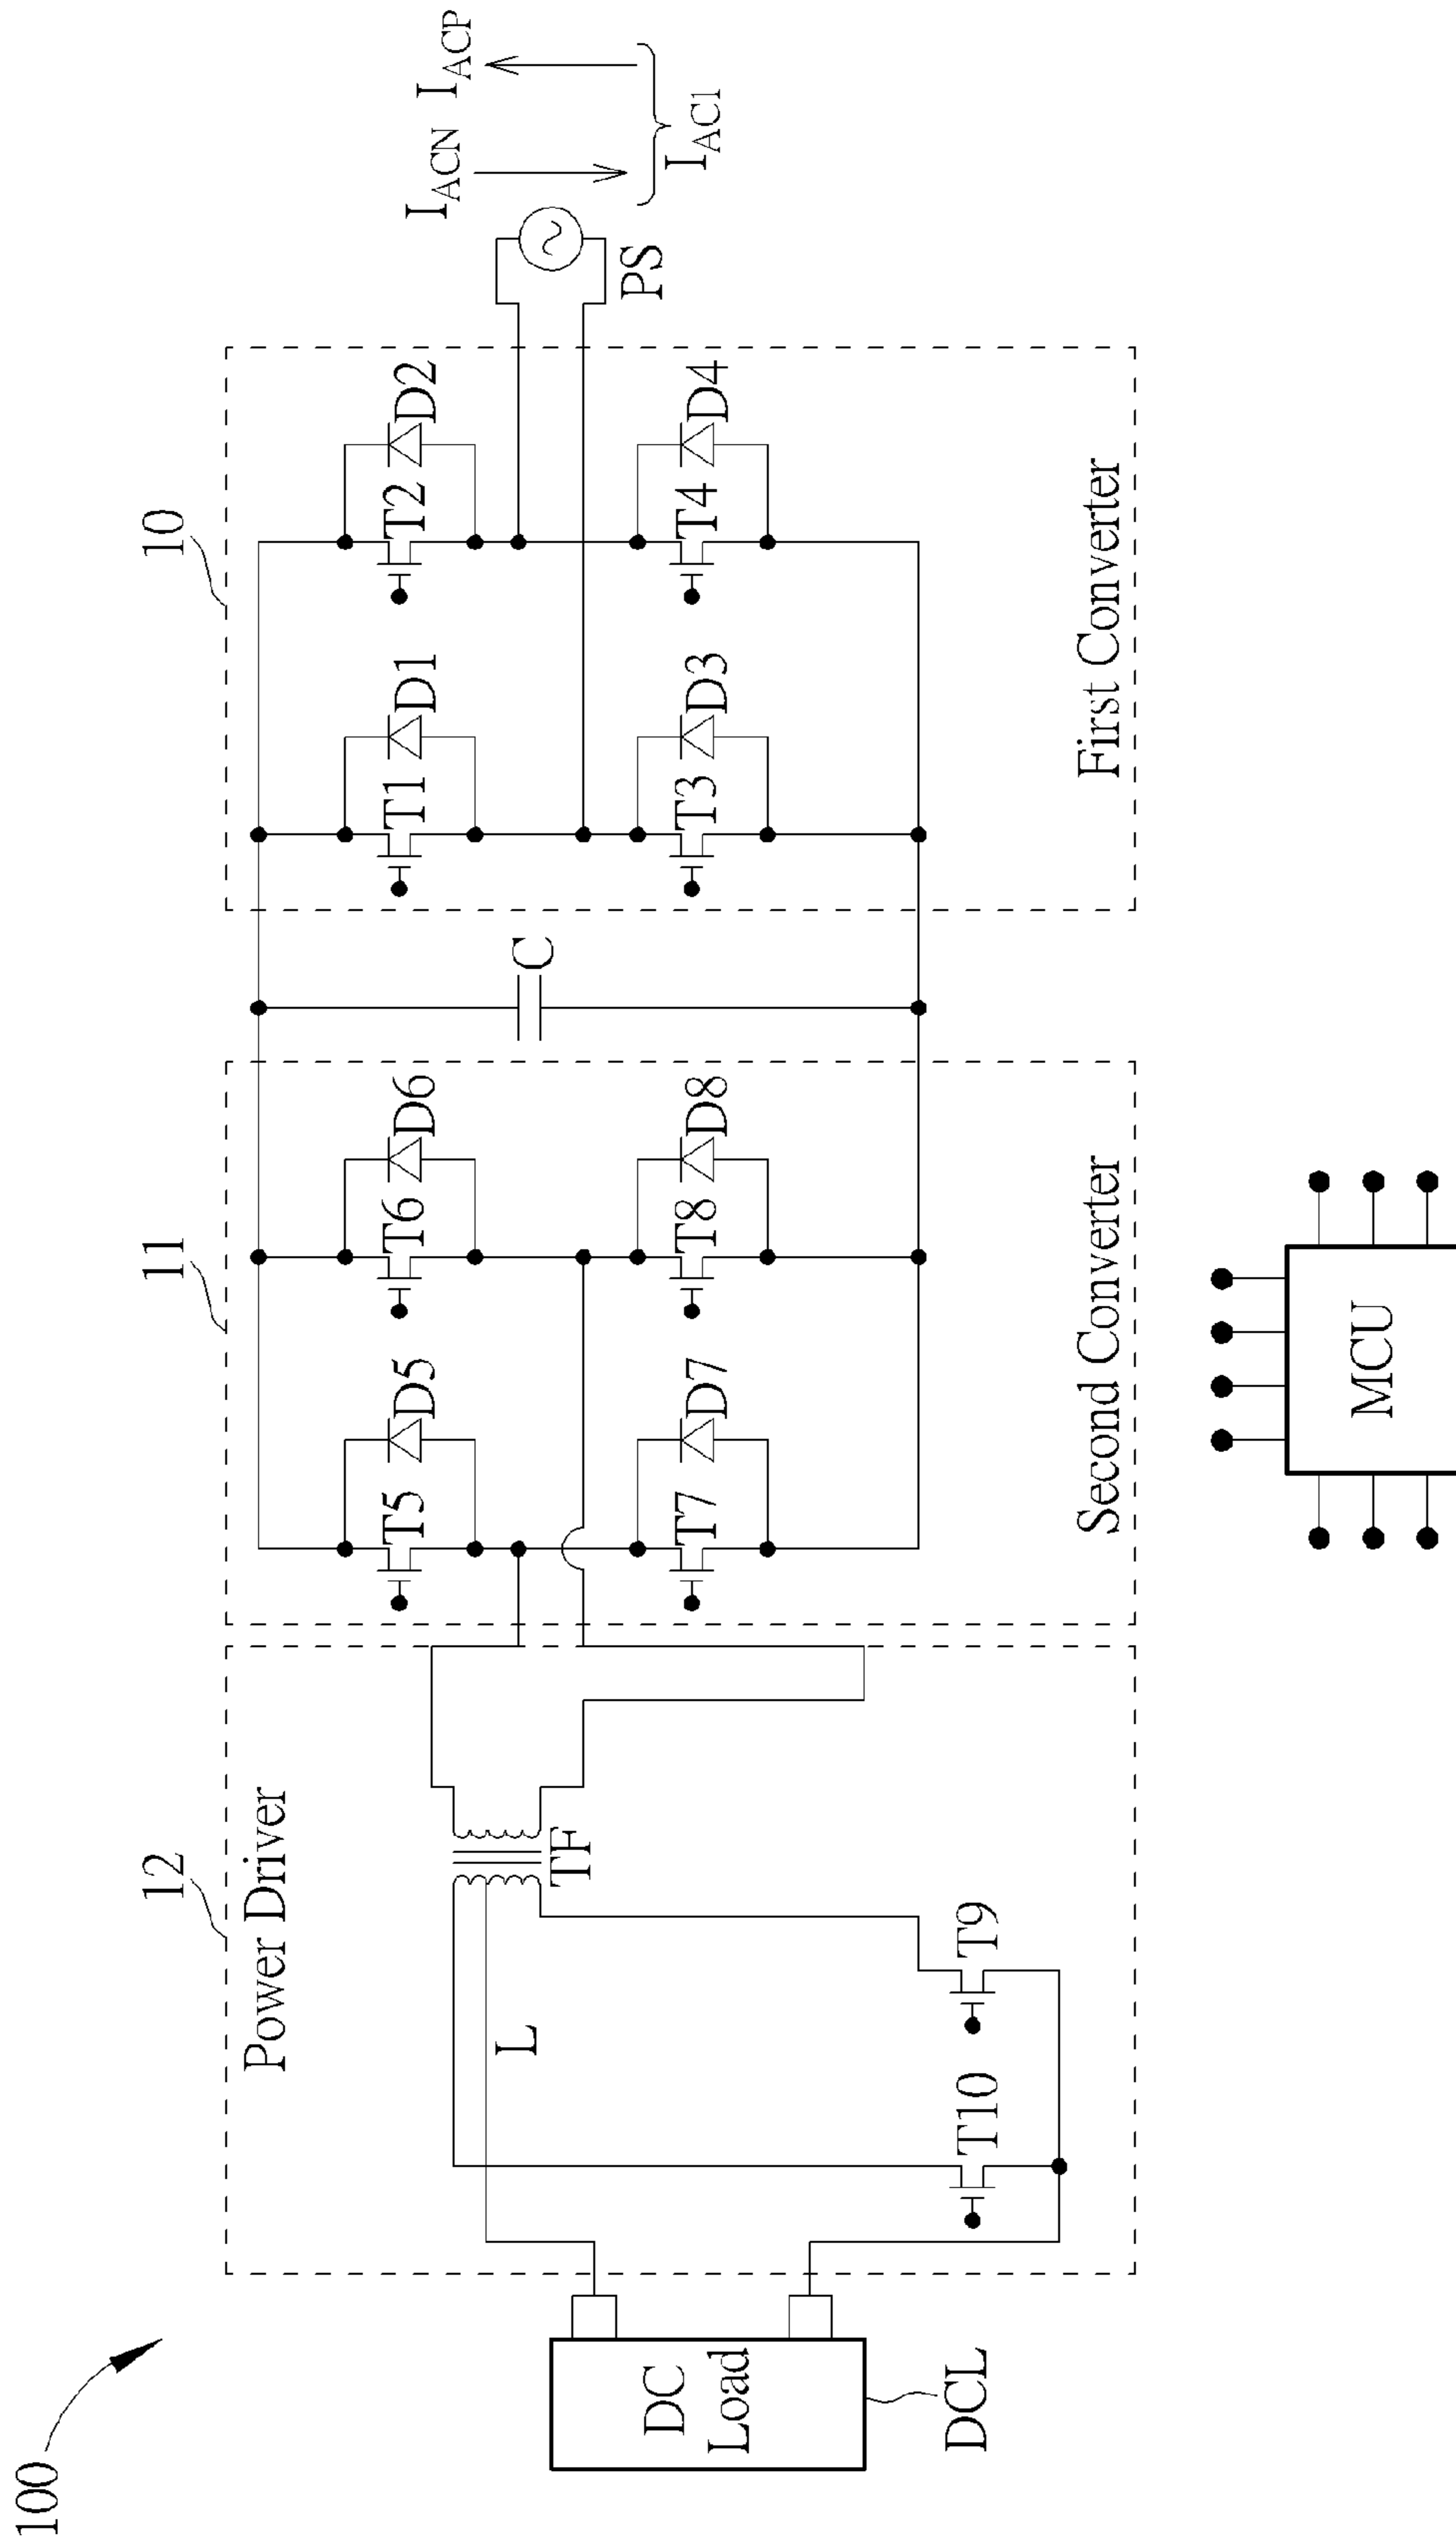 100
12
11
10
Power Driver
T5
D5
T6
D6
T1
D1
T2
D2
I_ACN
I_ACP
L
TF
C
PS
I_AC1
DC
Load
T7
D7
T8
D8
T3
D3
T4
D4
DCL
T10
T9
Second Converter
First Converter
MCU